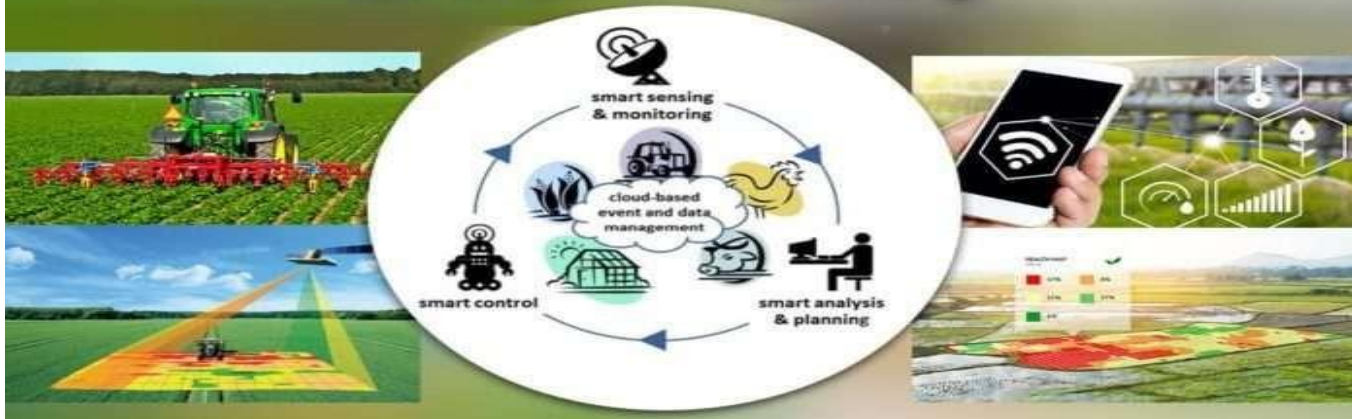 smart sensing
& monitoring
cloud-based
event and data
management
smart control
smart analysis
& planning